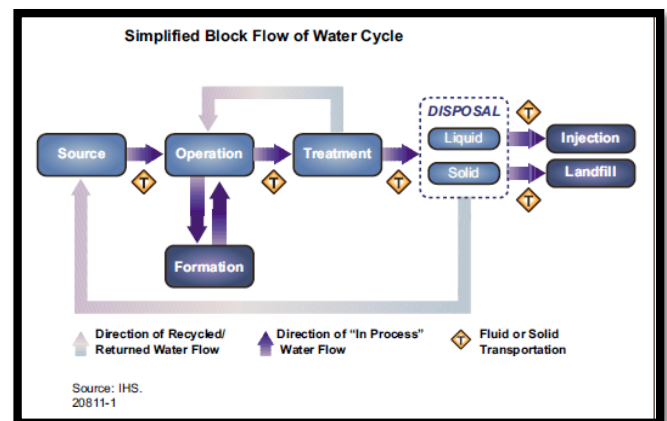 Simplified Block Flow of Water Cycle
DISPOSAL
T
Source
T
Operation
T
Treatment
T
Liquid
Injection
Solid
Landfill
T
Formation
Direction of Recycled/
Returned Water Flow
Direction of “In Process”
Water Flow
T
Fluid or Solid
Transportation
Source: IHS.
20811-1